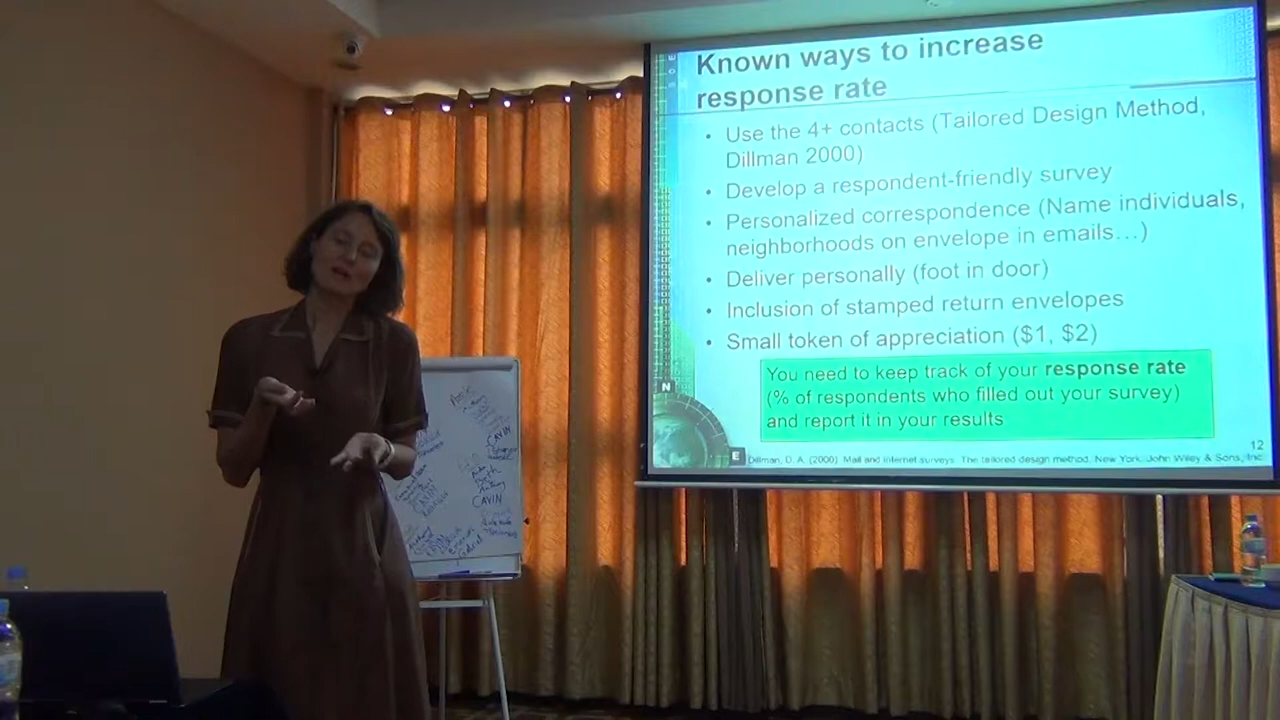 Known ways to increase
response rate
• Use the 4+ contacts (Tailored Design Method,
Dillman 2000)
• Develop a respondent-friendly survey
• Personalized correspondence (Name individuals,
neighborhoods on envelope in emails…)
• Deliver personally (foot in door)
• Inclusion of stamped return envelopes
• Small token of appreciation ($1, $2)
You need to keep track of your response rate
(% of respondents who filled out your survey)
and report it in your results
N
E
12
Dillman, D. A. (2000). Mail and internet surveys. The tailored design method. New York: John Wiley & Sons, Inc.
CAVIN
CAVIN